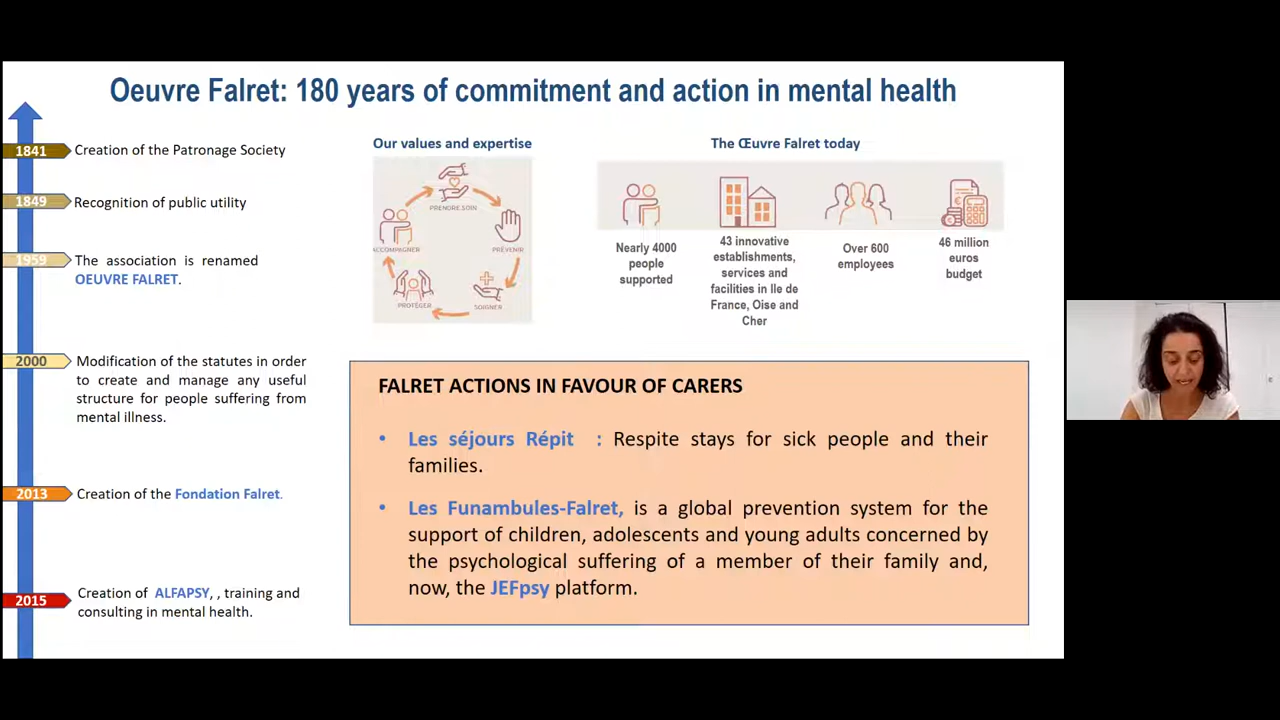 Oeuvre Falret: 180 years of commitment and action in mental health
1841
Creation of the Patronage Society
1849
Recognition of public utility
1959
The association is renamed
OEUVRE FALRET.
2000
Modification of the statutes in order
to create and manage any useful
structure for people suffering from
mental illness.
2013
Creation of the Fondation Falret.
2015
Creation of ALFAPSY, , training and
consulting in mental health.
Our values and expertise
PRENDRE SOIN
PRÉVENIR
SOIGNER
PROTÉGER
ACCOMPAGNER
The Œuvre Falret today
Nearly 4000
people
supported
43 innovative
establishments,
services and
facilities in Ile de
France, Oise and
Cher
Over 600
employees
46 million
euros
budget
FALRET ACTIONS IN FAVOUR OF CARERS
• Les séjours Répit : Respite stays for sick people and their
families.
• Les Funambules-Falret, is a global prevention system for the
support of children, adolescents and young adults concerned by
the psychological suffering of a member of their family and,
now, the JEFpsy platform.